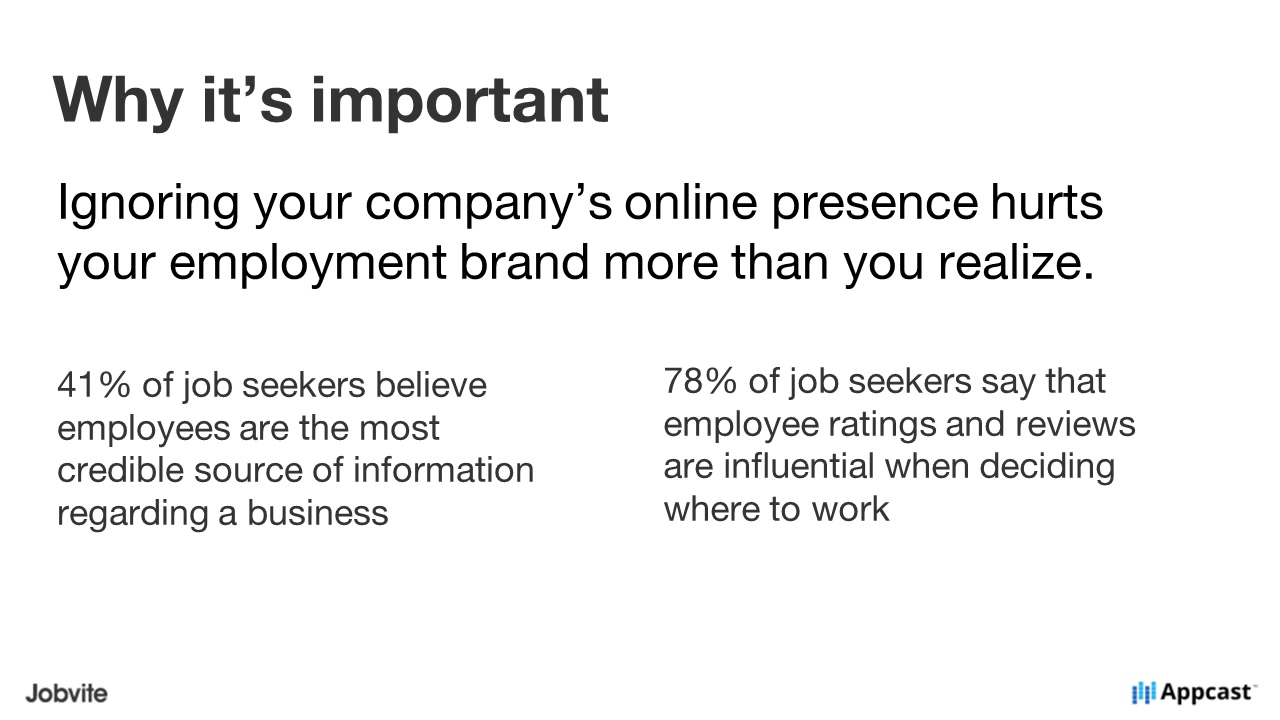 Why it’s important
Ignoring your company’s online presence hurts
your employment brand more than you realize.
41% of job seekers believe
employees are the most
credible source of information
regarding a business
78% of job seekers say that
employee ratings and reviews
are influential when deciding
where to work
Jobvite
Appcast™